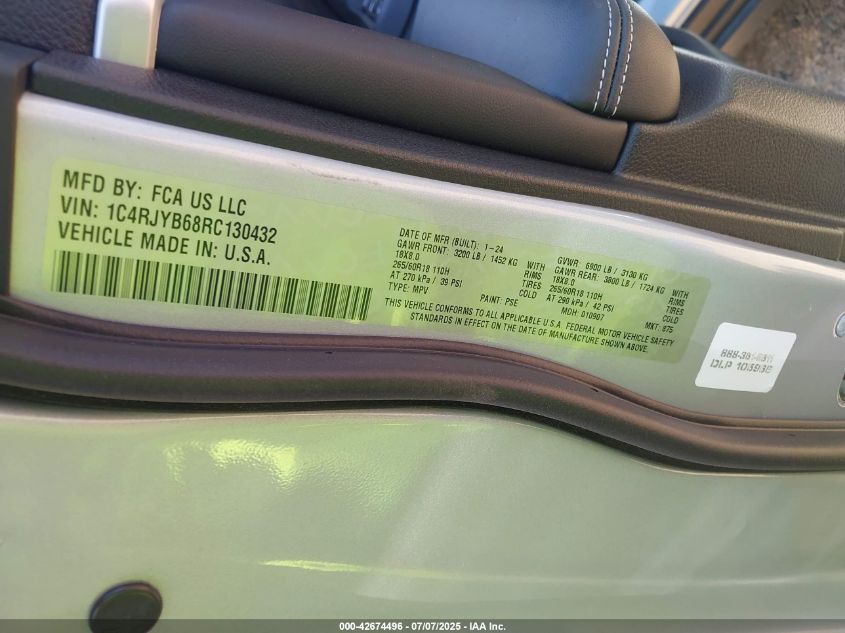 MFD BY: FCA US LLC
VIN: 1C4RJYB68RC130432
VEHICLE MADE IN: U.S.A.
DATE OF MFR (BUILT): 1-24
GAWR FRONT: 3200 LB / 1452 KG WITH
18X8.0 RIMS
265/60R18 110H TIRES
AT 270 kPa / 39 PSI COLD
TYPE: MPV PAINT: PSE
GVWR: 6900 LB / 3130 KG
GAWR REAR: 3800 LB / 1724 KG WITH
18X8.0 RIMS
265/60R18 110H TIRES
AT 290 kPa / 42 PSI COLD
MDH: 010907 MKT: 875
THIS VEHICLE CONFORMS TO ALL APPLICABLE U.S.A. FEDERAL MOTOR VEHICLE SAFETY
STANDARDS IN EFFECT ON THE DATE OF MANUFACTURE SHOWN ABOVE.
DLP
000-42674496 - 07/07/2025 - IAA Inc.